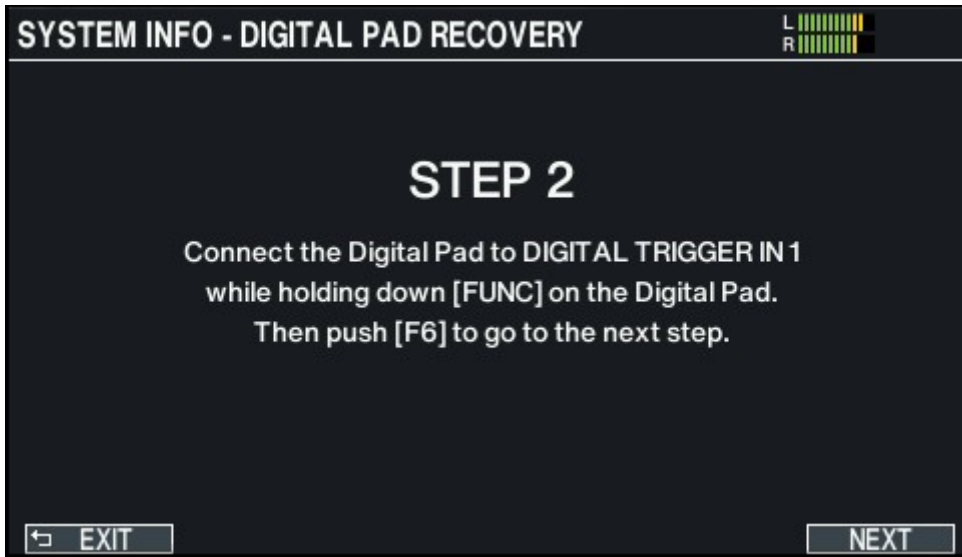 SYSTEM INFO - DIGITAL PAD RECOVERY
L
R
STEP 2
Connect the Digital Pad to DIGITAL TRIGGER IN 1
while holding down [FUNC] on the Digital Pad.
Then push [F6] to go to the next step.
EXIT
NEXT